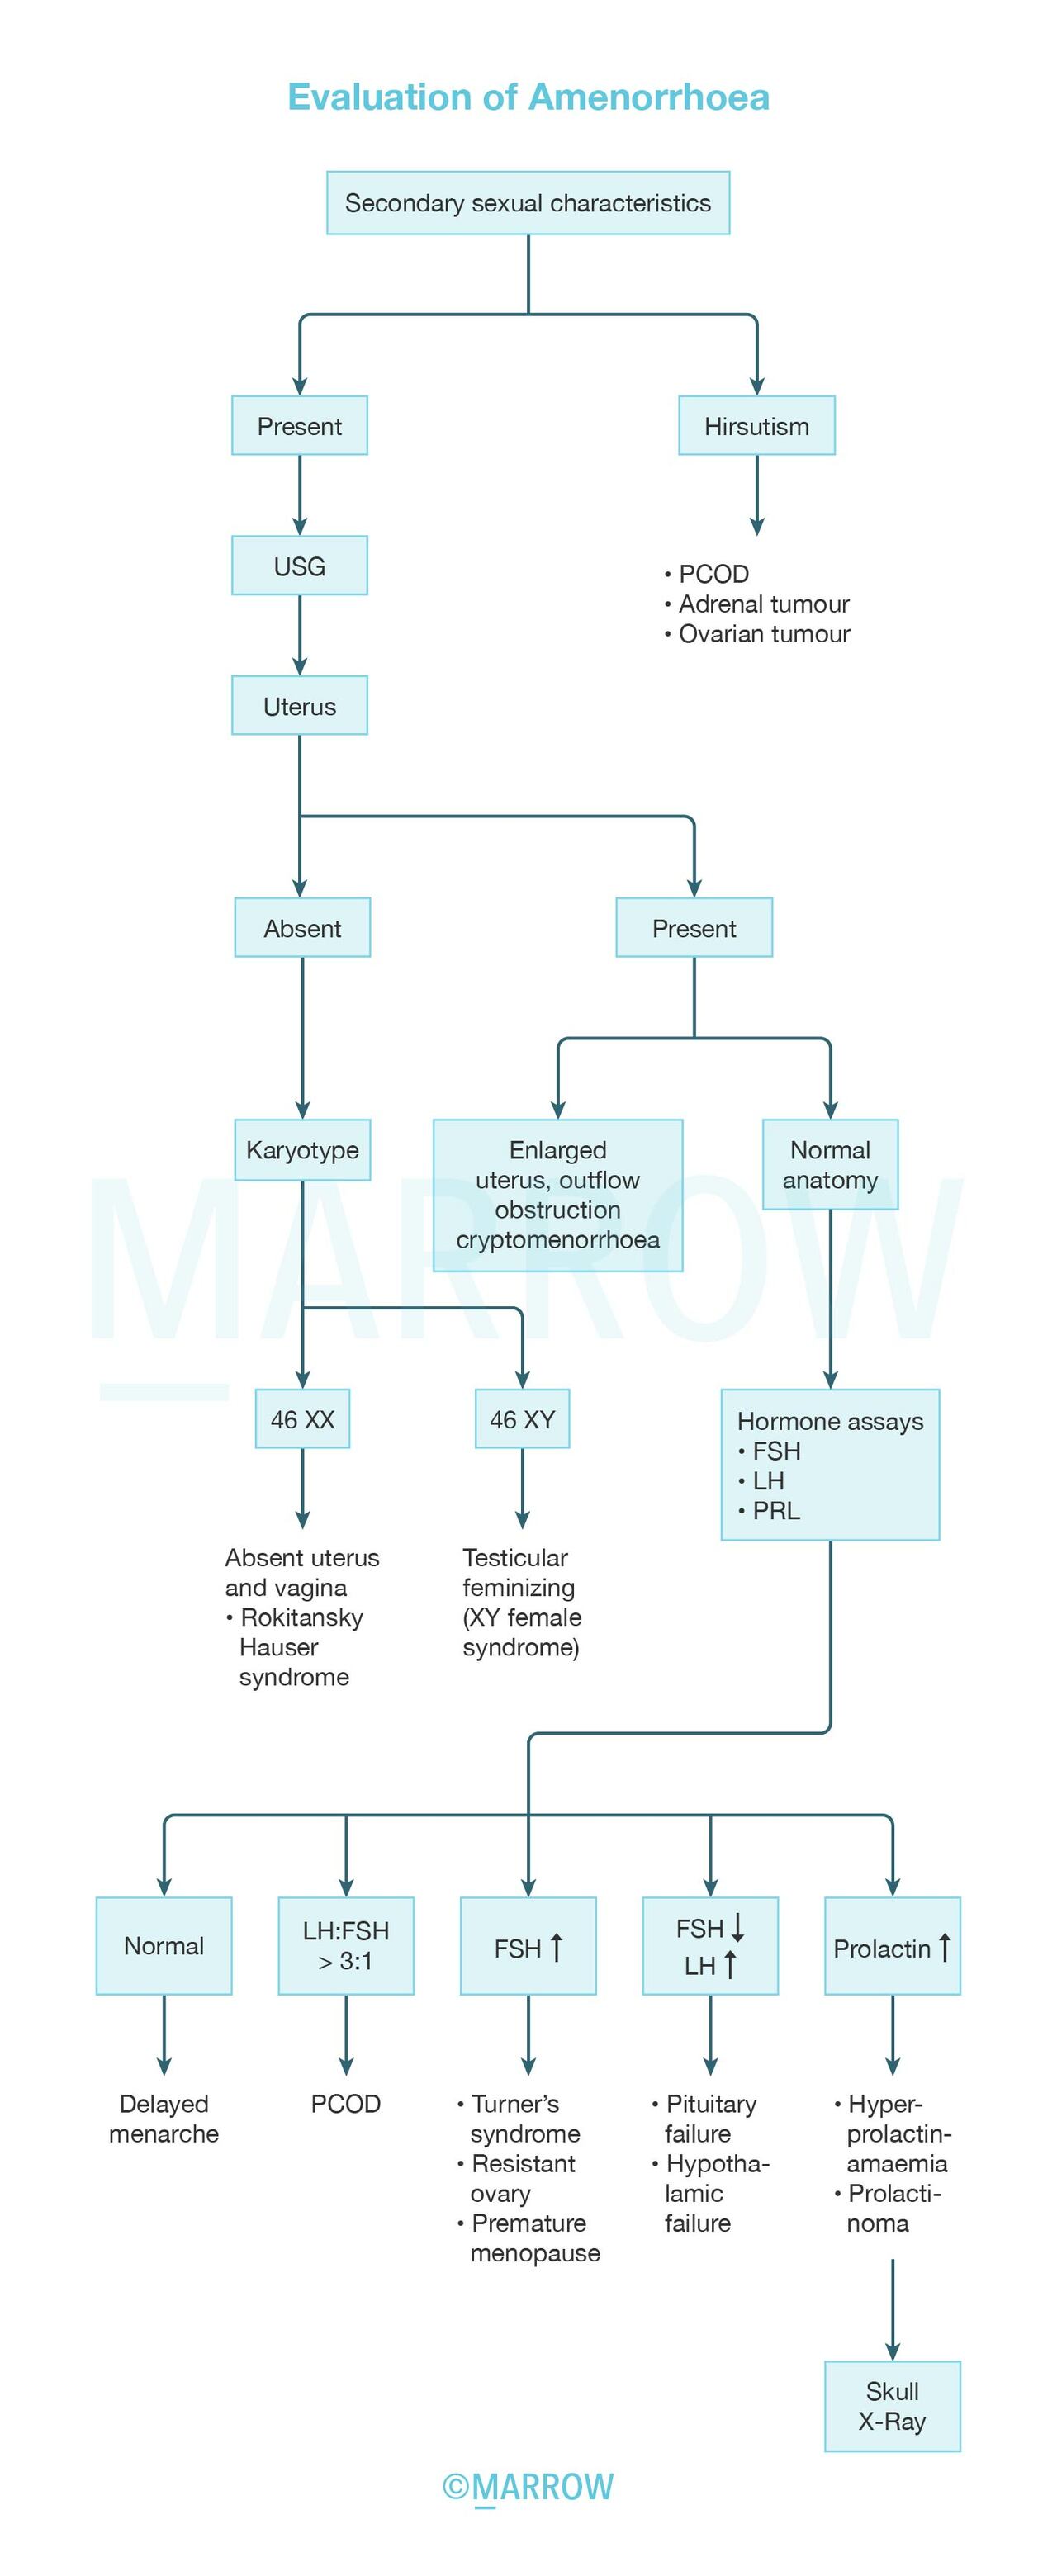 Evaluation of Amenorrhoea
Secondary sexual characteristics
Present
Hirsutism
USG
• PCOD
• Adrenal tumour
• Ovarian tumour
Uterus
Absent
Present
Karyotype
Enlarged
uterus, outflow
obstruction
cryptomenorrhoea
Normal
anatomy
MARROW
46 XX
46 XY
Hormone assays
• FSH
• LH
• PRL
Absent uterus
and vagina
• Rokitansky
Hauser
syndrome
Testicular
feminizing
(XY female
syndrome)
Normal
LH:FSH
> 3:1
FSH ↑
FSH ↓
LH ↑
Prolactin ↑
Delayed
menarche
PCOD
• Turner’s
syndrome
• Resistant
ovary
• Premature
menopause
• Pituitary
failure
• Hypotha-
lamic
failure
• Hyper-
prolactin-
amaemia
• Prolacti-
noma
Skull
X-Ray
©MARROW